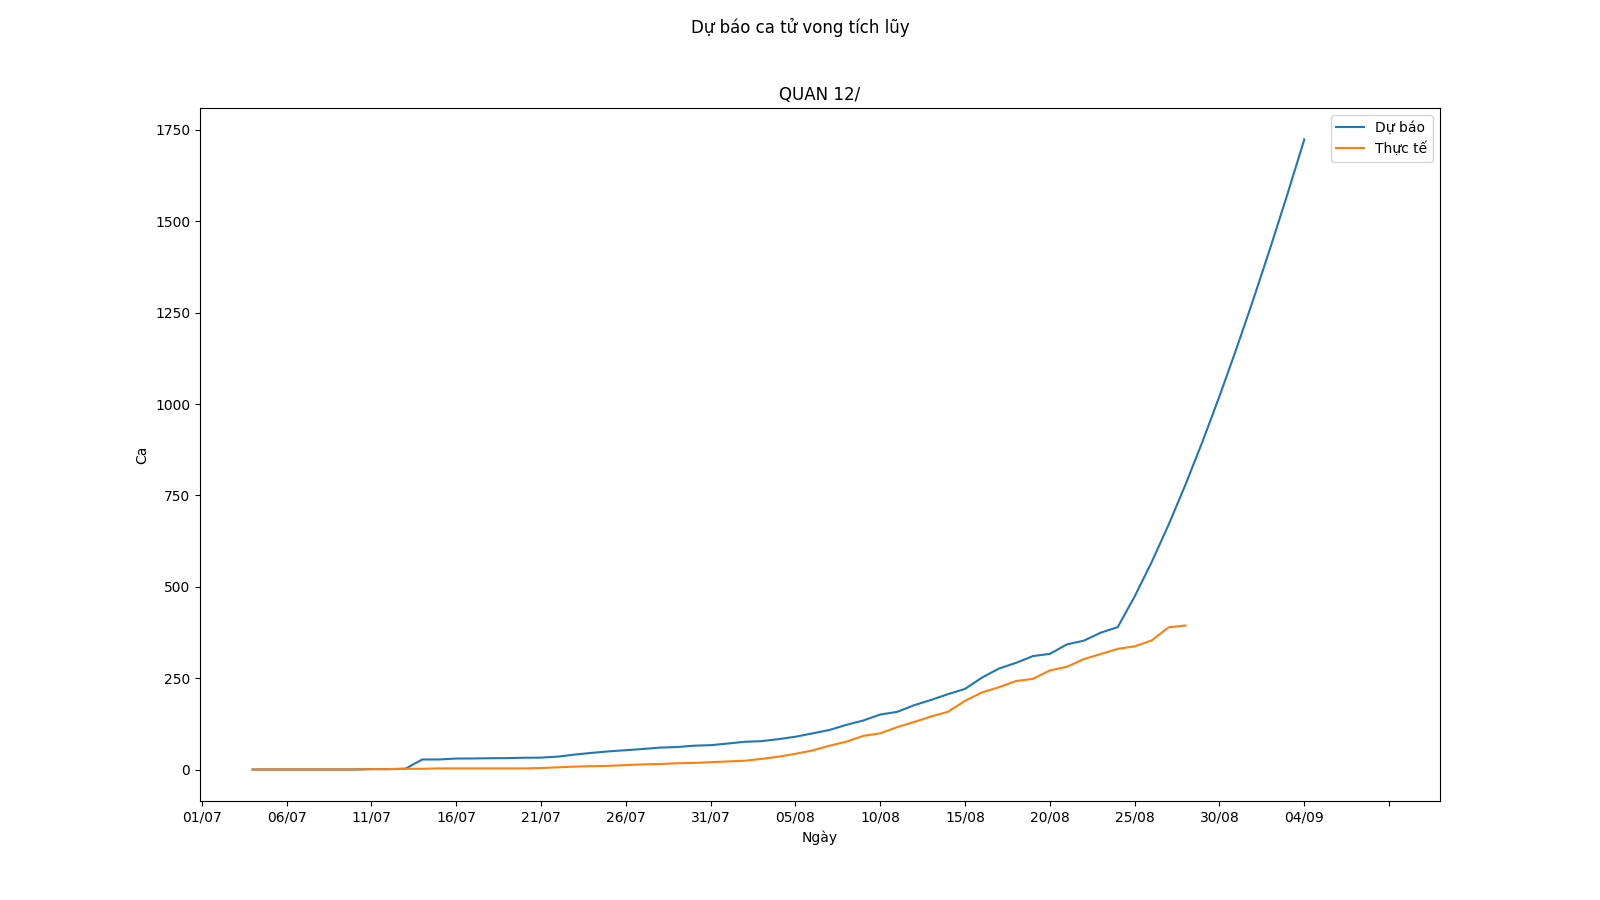 Dự báo ca tử vong tích lũy
QUAN 12/
Dự báo
Thực tế
1750
1500
1250
1000
750
500
250
0
Ca
01/07 06/07 11/07 16/07 21/07 26/07 31/07 05/08 10/08 15/08 20/08 25/08 30/08 04/09
Ngày